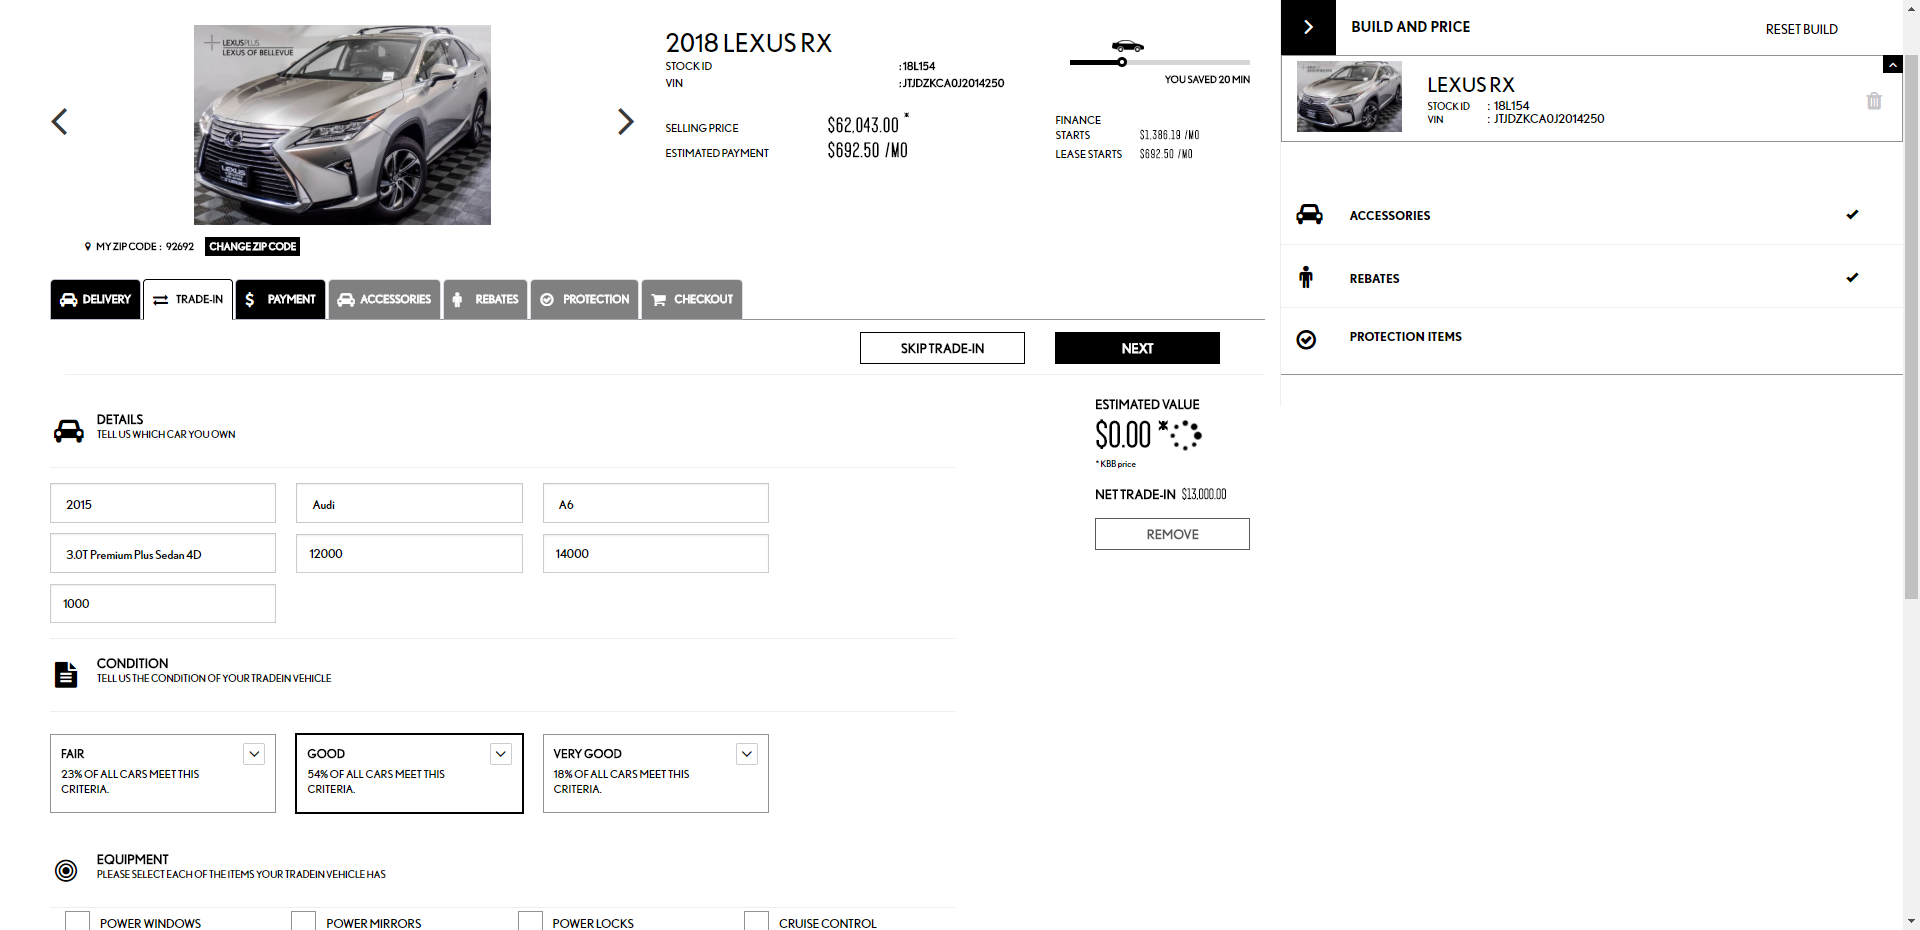 LEXUSPLUS
LEXUS OF BELLEVUE
2018 LEXUS RX
STOCK ID : 18L154
VIN : JTJDZKCA0J2014250
SELLING PRICE $62,043.00 *
ESTIMATED PAYMENT $692.50 /MO
YOU SAVED 20 MIN
FINANCE
STARTS $1,386.19 /MO
LEASE STARTS $692.50 /MO
MY ZIP CODE : 92692 CHANGE ZIP CODE
DELIVERY TRADE-IN $ PAYMENT ACCESSORIES REBATES PROTECTION CHECKOUT
SKIP TRADE-IN NEXT
DETAILS
TELL US WHICH CAR YOU OWN
2015 Audi A6
3.0T Premium Plus Sedan 4D 12000 14000
1000
ESTIMATED VALUE
$0.00 *
* KBB price
NET TRADE-IN $13,000.00
REMOVE
CONDITION
TELL US THE CONDITION OF YOUR TRADEIN VEHICLE
FAIR
23% OF ALL CARS MEET THIS
CRITERIA.
GOOD
54% OF ALL CARS MEET THIS
CRITERIA.
VERY GOOD
18% OF ALL CARS MEET THIS
CRITERIA.
EQUIPMENT
PLEASE SELECT EACH OF THE ITEMS YOUR TRADEIN VEHICLE HAS
POWER WINDOWS POWER MIRRORS POWER LOCKS CRUISE CONTROL
BUILD AND PRICE RESET BUILD
LEXUS RX
STOCK ID : 18L154
VIN : JTJDZKCA0J2014250
ACCESSORIES
REBATES
PROTECTION ITEMS